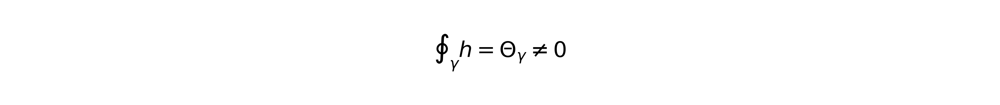 ∮_γ h = Θ_γ ≠ 0